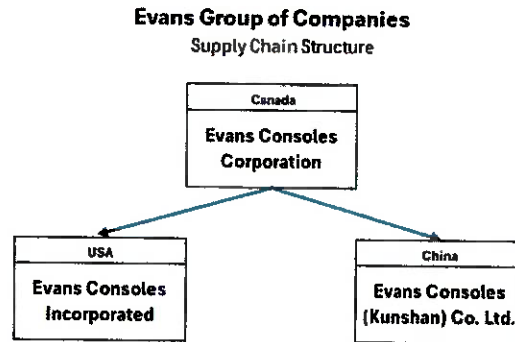 Evans Group of Companies
Supply Chain Structure
Canada
Evans Consoles
Corporation
USA
Evans Consoles
Incorporated
China
Evans Consoles
(Kunshan) Co. Ltd.